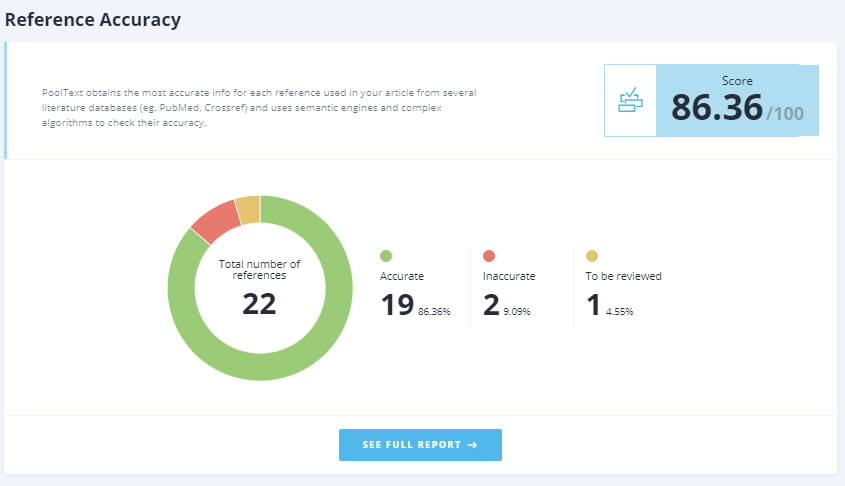 Reference Accuracy
PoolText obtains the most accurate info for each reference used in your article from several
literature databases (eg. PubMed, Crossref) and uses semantic engines and complex
algorithms to check their accuracy.
Score
86.36/100
Total number of
references
22
Accurate
19 86.36%
Inaccurate
2 9.09%
To be reviewed
1 4.55%
SEE FULL REPORT →